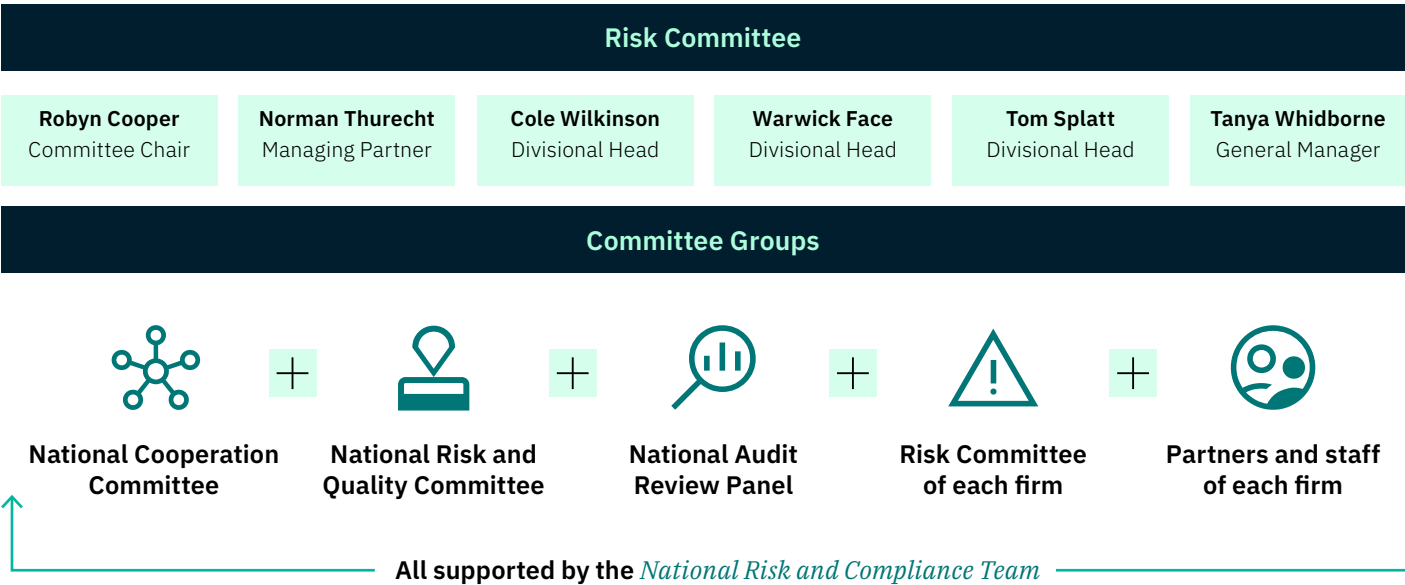 Risk Committee
Robyn Cooper
Committee Chair
Norman Thurecht
Managing Partner
Cole Wilkinson
Divisional Head
Warwick Face
Divisional Head
Tom Splatt
Divisional Head
Tanya Whidborne
General Manager
Committee Groups
National Cooperation
Committee
National Risk and
Quality Committee
National Audit
Review Panel
Risk Committee
of each firm
Partners and staff
of each firm
All supported by the National Risk and Compliance Team